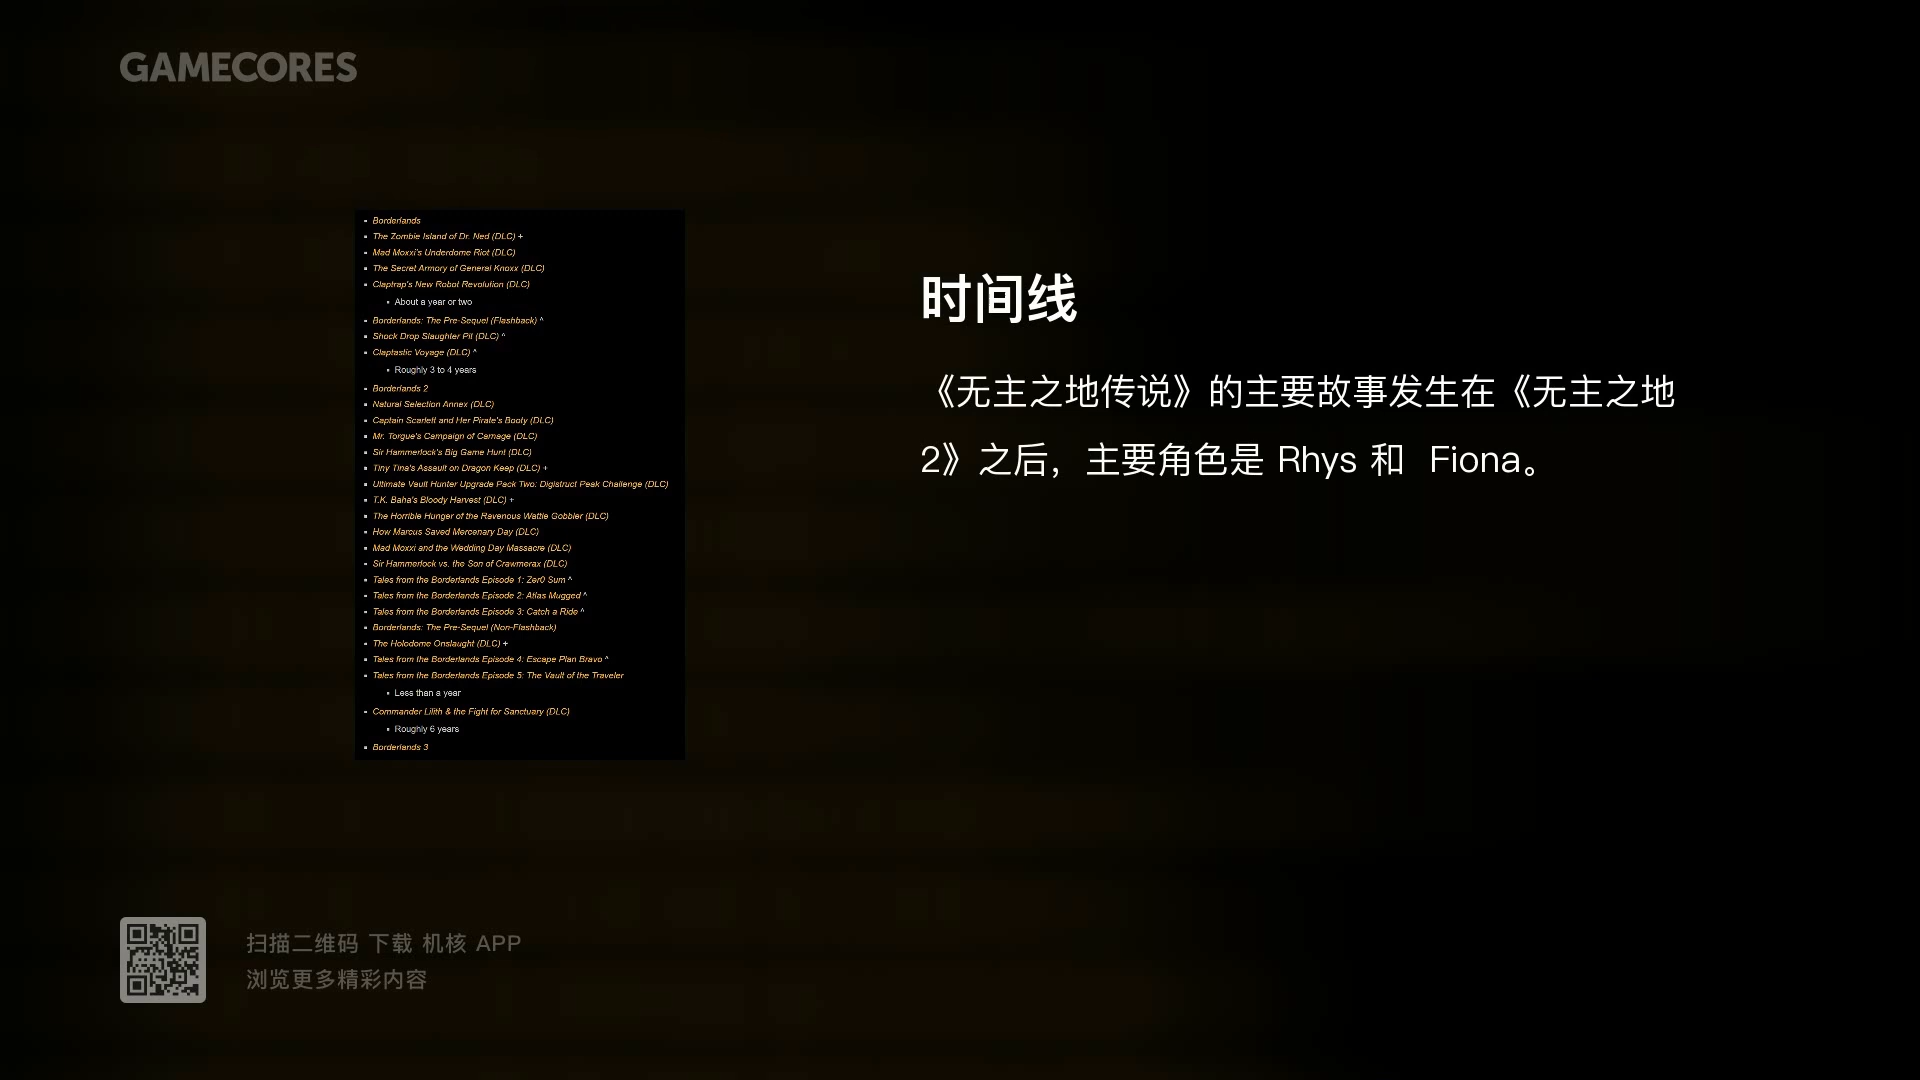 GAMECORES
Borderlands
The Zombie Island of Dr. Ned (DLC) +
Mad Moxxi's Underdome Riot (DLC)
The Secret Armory of General Knoxx (DLC)
Claptrap's New Robot Revolution (DLC)
About a year or two
Borderlands: The Pre-Sequel (Flashback) ^
Shock Drop Slaughter Pit (DLC) ^
Claptastic Voyage (DLC) ^
Roughly 3 to 4 years
Borderlands 2
Natural Selection Annex (DLC)
Captain Scarlett and Her Pirate's Booty (DLC)
Mr. Torgue's Campaign of Carnage (DLC)
Sir Hammerlock's Big Game Hunt (DLC)
Tiny Tina's Assault on Dragon Keep (DLC) +
Ultimate Vault Hunter Upgrade Pack Two: Digistruct Peak Challenge (DLC)
T.K. Baha's Bloody Harvest (DLC) +
The Horrible Hunger of the Ravenous Wattle Gobbler (DLC)
How Marcus Saved Mercenary Day (DLC)
Mad Moxxi and the Wedding Day Massacre (DLC)
Sir Hammerlock vs. the Son of Crawmerax (DLC)
Tales from the Borderlands Episode 1: Zer0 Sum ^
Tales from the Borderlands Episode 2: Atlas Mugged ^
Tales from the Borderlands Episode 3: Catch a Ride ^
Borderlands: The Pre-Sequel (Non-Flashback)
The Holodome Onslaught (DLC) +
Tales from the Borderlands Episode 4: Escape Plan Bravo ^
Tales from the Borderlands Episode 5: The Vault of the Traveler
Less than a year
Commander Lilith & the Fight for Sanctuary (DLC)
Roughly 6 years
Borderlands 3
时间线
《无主之地传说》的主要故事发生在《无主之地
2》之后，主要角色是 Rhys 和 Fiona。
扫描二维码 下载 机核 APP
浏览更多精彩内容